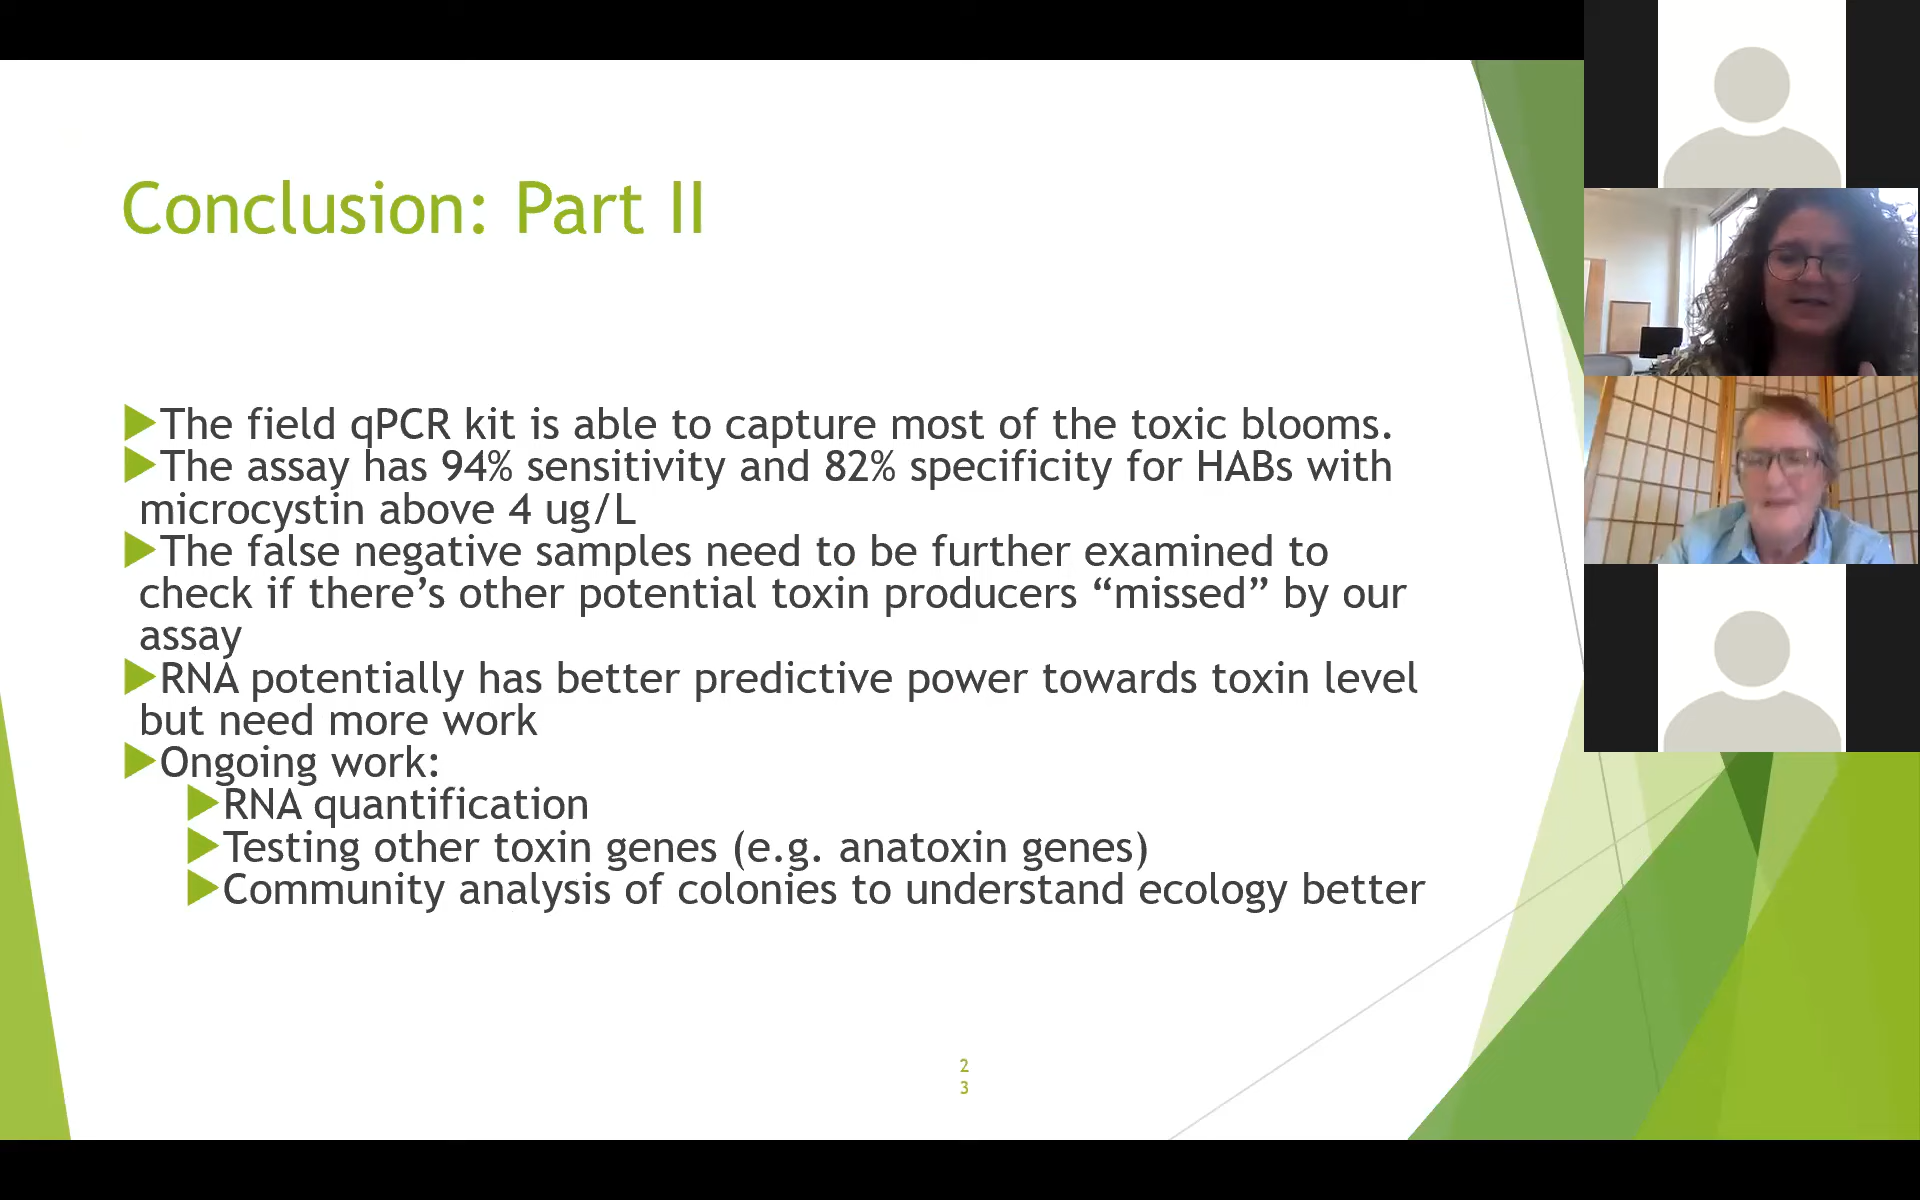 Conclusion: Part II
The field qPCR kit is able to capture most of the toxic blooms.
The assay has 94% sensitivity and 82% specificity for HABs with
microcystin above 4 ug/L
The false negative samples need to be further examined to
check if there’s other potential toxin producers “missed” by our
assay
RNA potentially has better predictive power towards toxin level
but need more work
Ongoing work:
RNA quantification
Testing other toxin genes (e.g. anatoxin genes)
Community analysis of colonies to understand ecology better
2
3